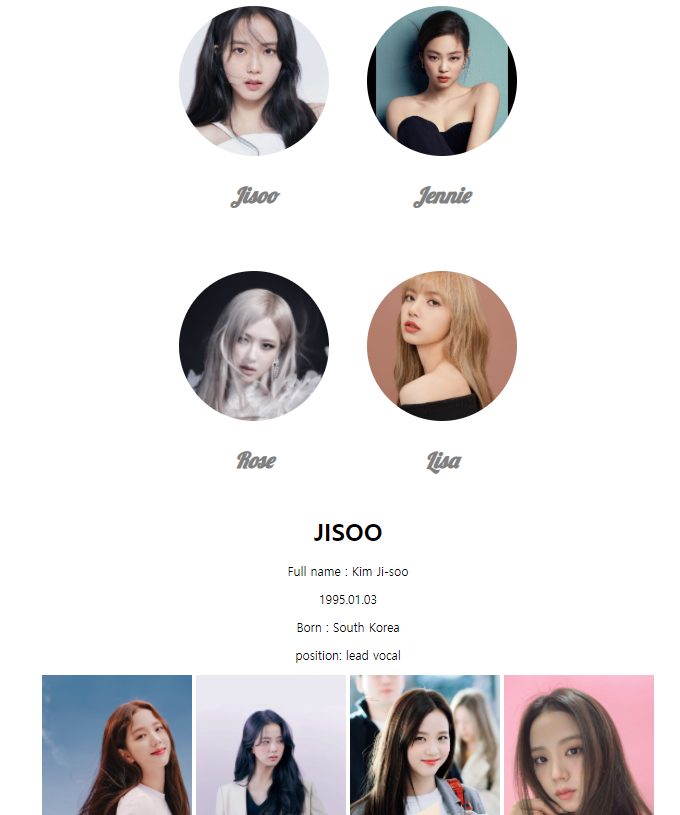 Jisoo
Jennie
Rose
Lisa
JISOO
Full name : Kim Ji-soo
1995.01.03
Born : South Korea
position: lead vocal